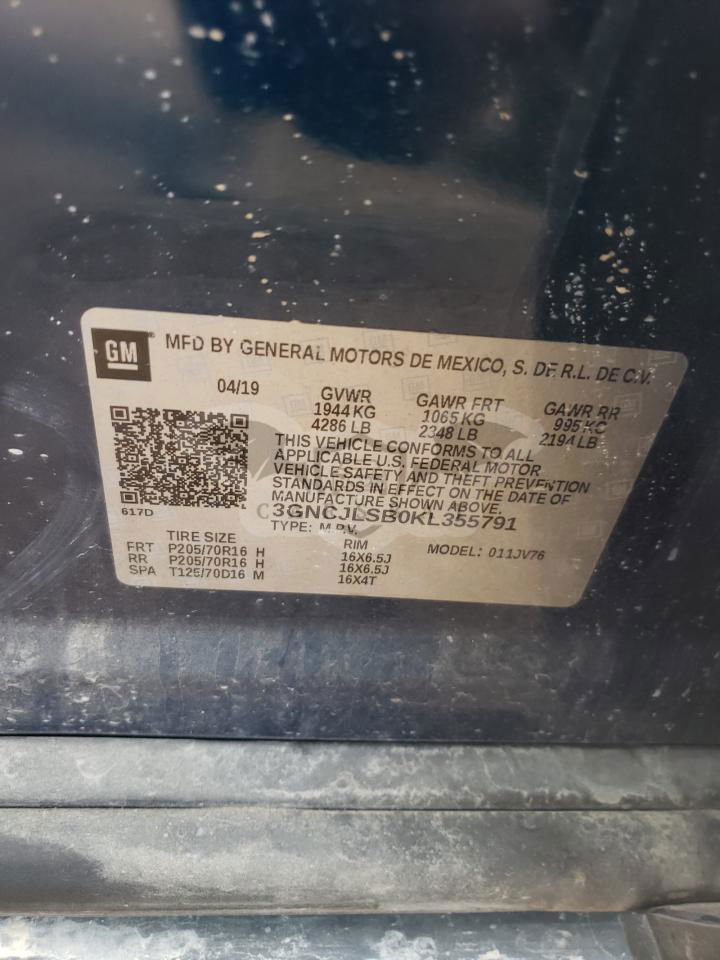 GM MFD BY GENERAL MOTORS DE MEXICO, S. DE R.L. DE C.V.
04/19 GVWR GAWR FRT GAWR RR
1944 KG 1065 KG 995 KG
4286 LB 2348 LB 2194 LB
THIS VEHICLE CONFORMS TO ALL
APPLICABLE U.S. FEDERAL MOTOR
VEHICLE SAFETY AND THEFT PREVENTION
STANDARDS IN EFFECT ON THE DATE OF
MANUFACTURE SHOWN ABOVE.
617D
3GNCJLSB0KL355791
TYPE: M.P.V.
TIRE SIZE RIM MODEL: 011JV76
FRT P205/70R16 H 16X6.5J
RR P205/70R16 H 16X6.5J
SPA T125/70D16 M 16X4T